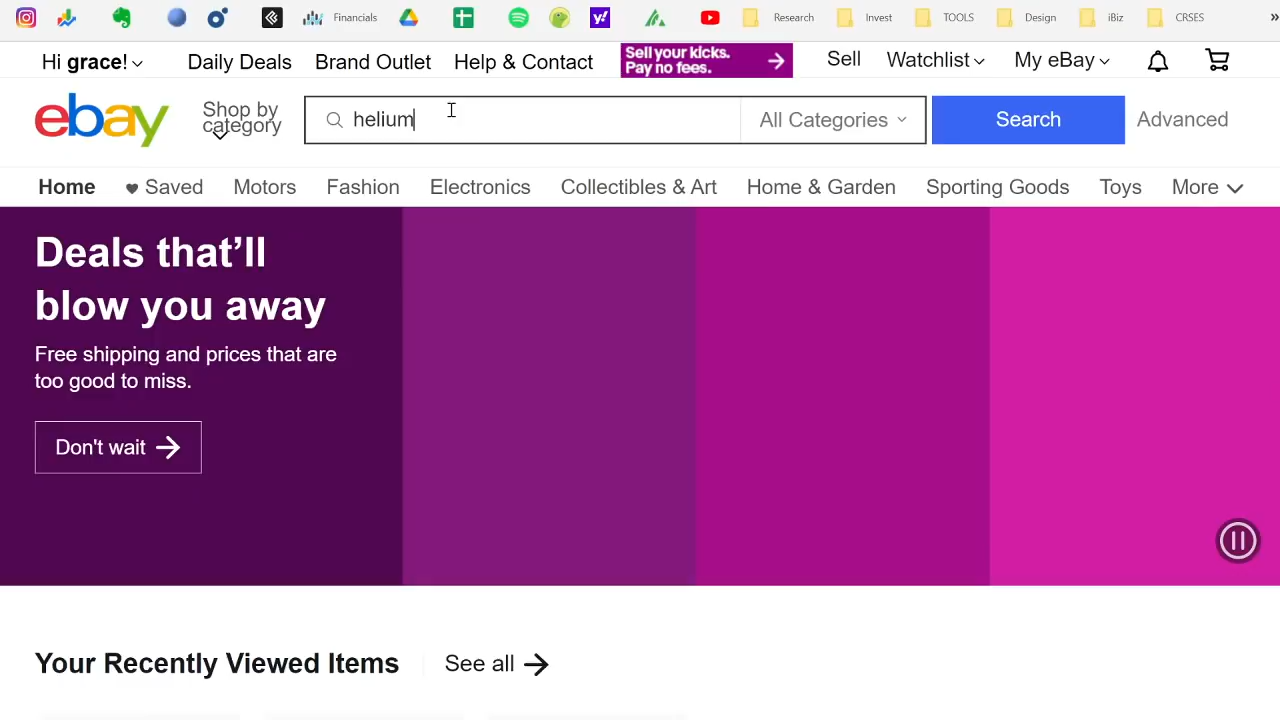 Financials Research Invest TOOLS Design iBiz CRSES »
Hi grace! Daily Deals Brand Outlet Help & Contact Sell your kicks. Sell Watchlist My eBay
Pay no fees.
ebay Shop by category helium All Categories Search Advanced
Home Saved Motors Fashion Electronics Collectibles & Art Home & Garden Sporting Goods Toys More
Deals that'll
blow you away
Free shipping and prices that are
too good to miss.
Don't wait
Your Recently Viewed Items See all